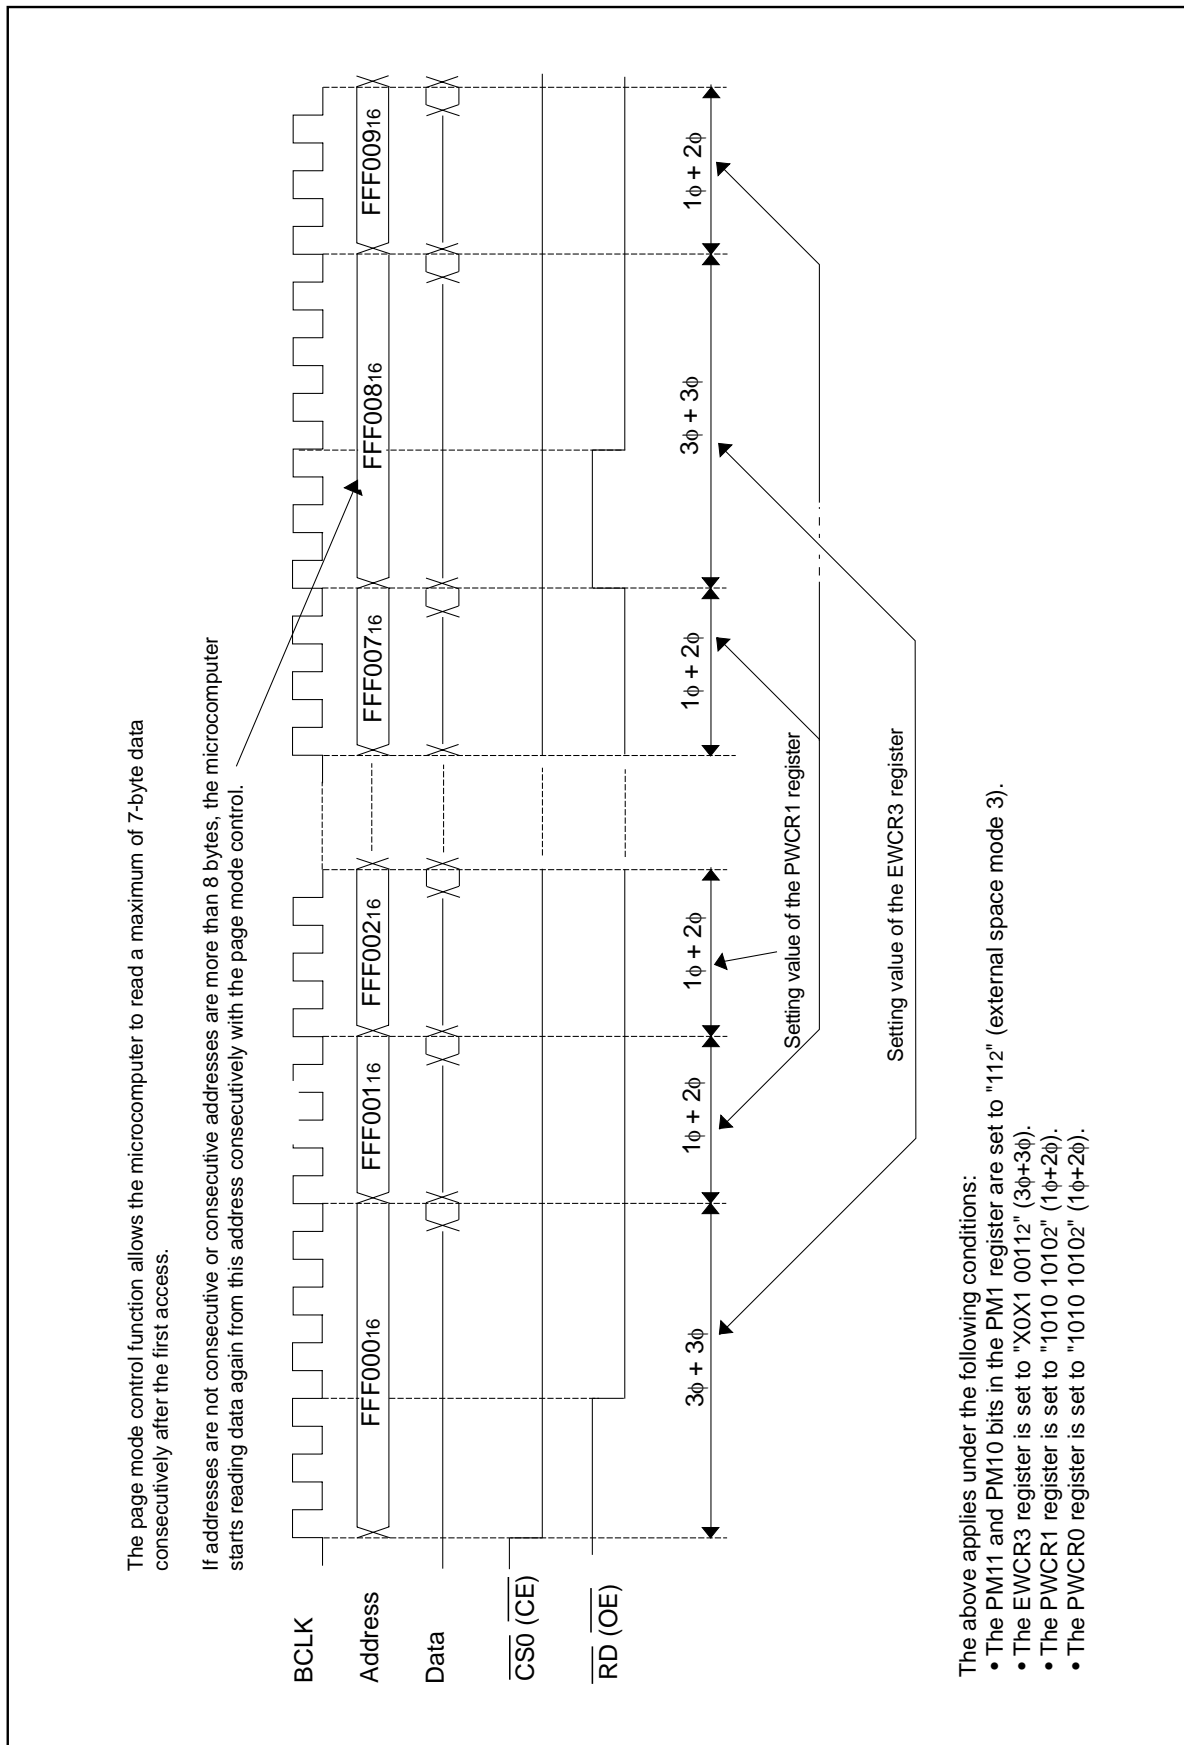 The page mode control function allows the microcomputer to read a maximum of 7-byte data
consecutively after the first access.
If addresses are not consecutive or consecutive addresses are more than 8 bytes, the microcomputer
starts reading data again from this address consecutively with the page mode control.
BCLK
Address
FFF00016
FFF00116
FFF00216
FFF00716
FFF00816
FFF00916
Data
CS0 (CE)
RD (OE)
3ϕ + 3ϕ
1ϕ + 2ϕ
1ϕ + 2ϕ
1ϕ + 2ϕ
3ϕ + 3ϕ
1ϕ + 2ϕ
Setting value of the PWCR1 register
Setting value of the EWCR3 register
The above applies under the following conditions:
• The PM11 and PM10 bits in the PM1 register are set to "112" (external space mode 3).
• The EWCR3 register is set to "X0X1 00112" (3ϕ+3ϕ).
• The PWCR1 register is set to "1010 10102" (1ϕ+2ϕ).
• The PWCR0 register is set to "1010 10102" (1ϕ+2ϕ).